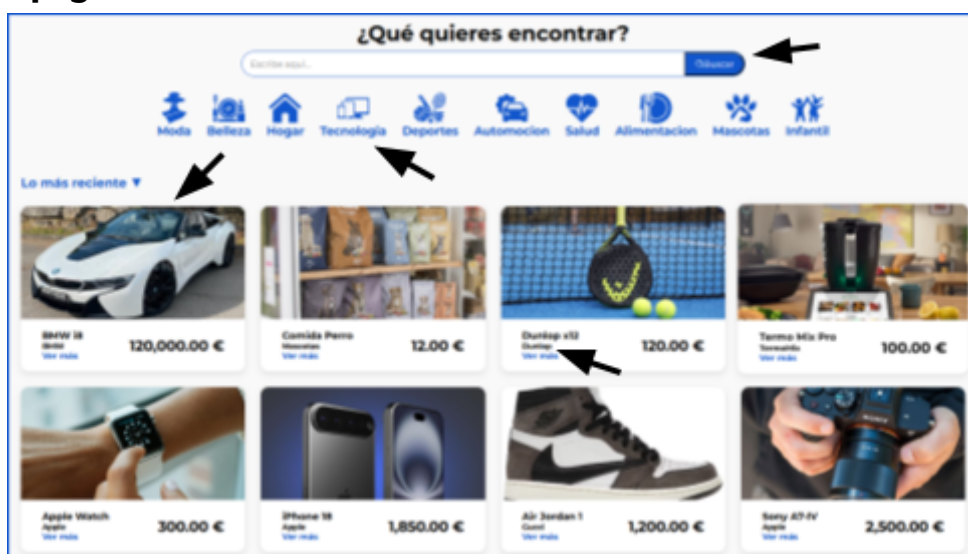 ¿Qué quieres encontrar?
Escribe aquí...
Buscar
Moda Belleza Hogar Tecnología Deportes Automocion Salud Alimentacion Mascotas Infantil
Lo más reciente ▼
BMW i8
BMW
Ver más
120,000.00 €
Comida Perro
Mascotas
Ver más
12.00 €
Dunlop x12
Dunlop
Ver más
120.00 €
Termo Mix Pro
Ver más
100.00 €
Apple Watch
Apple
Ver más
300.00 €
iPhone 18
Apple
Ver más
1,850.00 €
Air Jordan 1
Ver más
1,200.00 €
Sony A7-IV
Apple
Ver más
2,500.00 €
SONY